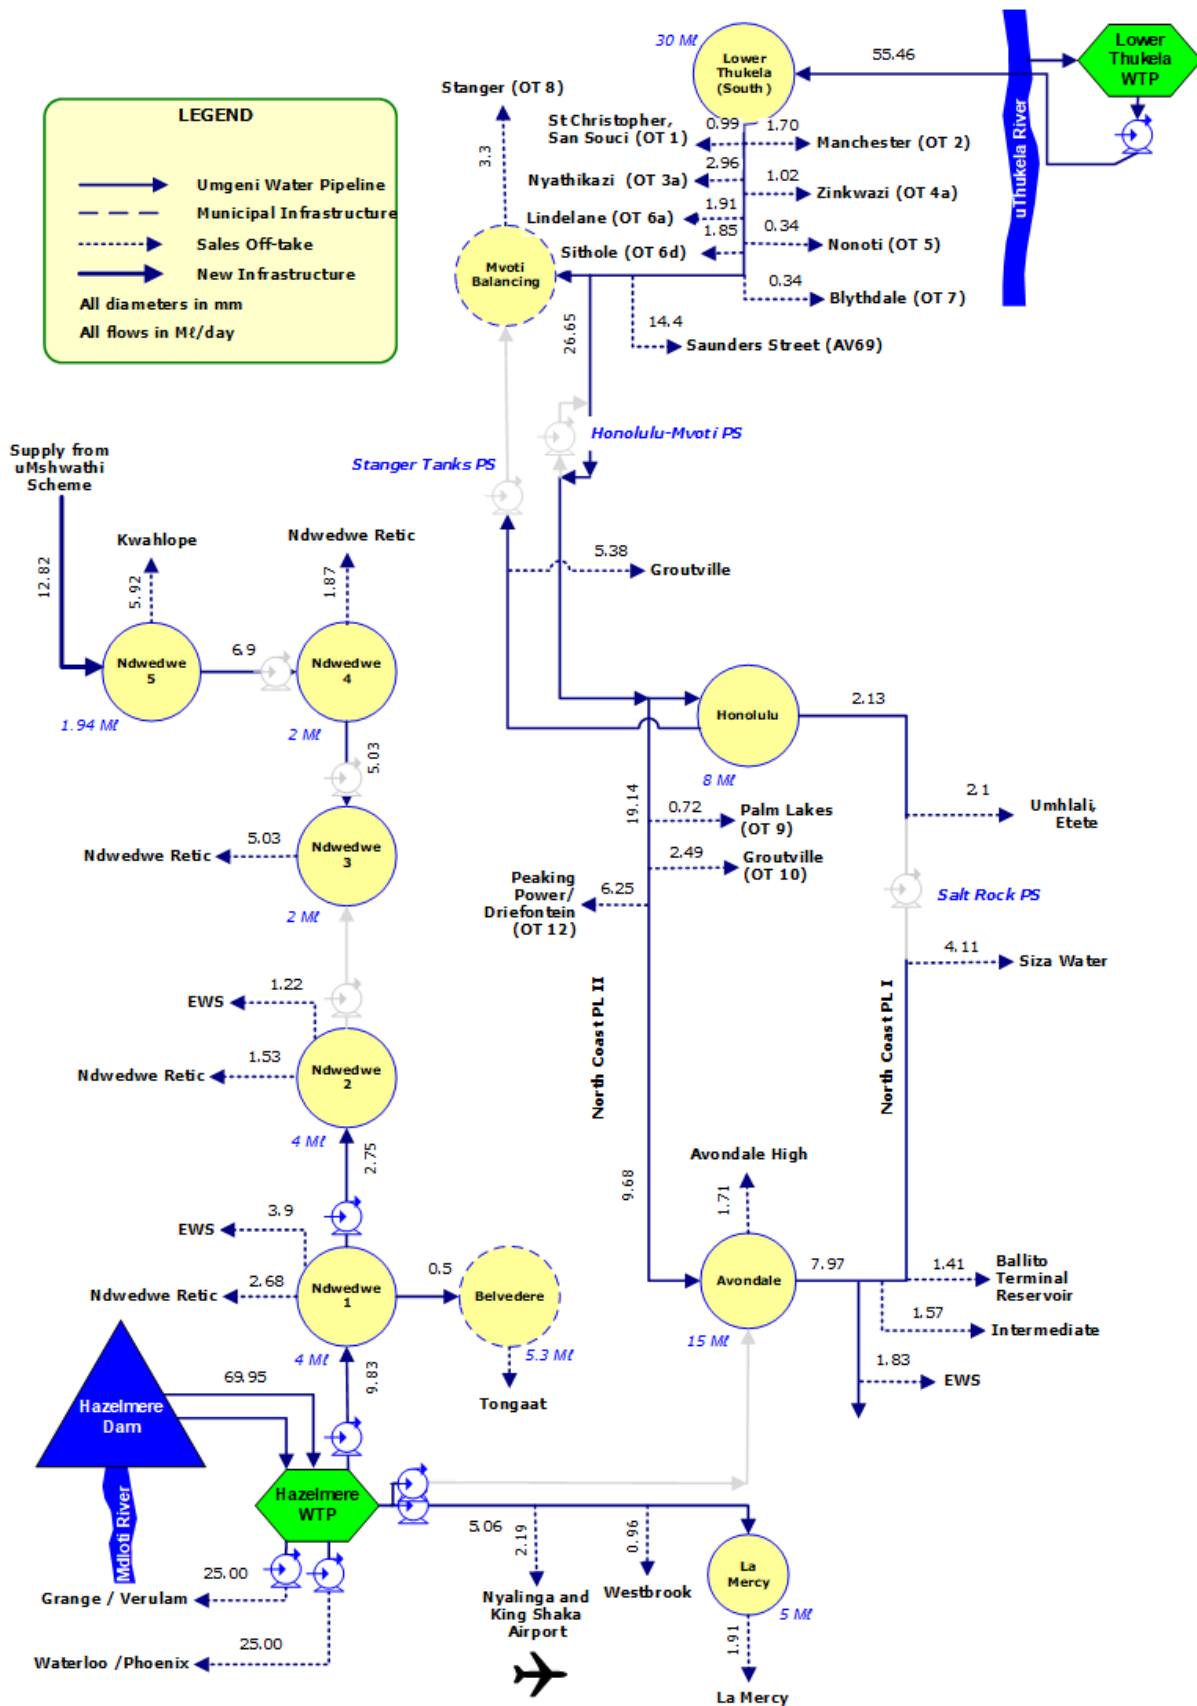 30 Mℓ
Lower
Thukela
(South)
55.46
Lower
Thukela
WTP
uThukela River
Stanger (OT 8)
3.3
St Christopher,
San Souci (OT 1)
0.99
1.70
Manchester (OT 2)
2.96
Nyathikazi (OT 3a)
1.02
Zinkwazi (OT 4a)
1.91
Lindelane (OT 6a)
1.85
0.34
Nonoti (OT 5)
Sithole (OT 6d)
0.34
Blythdale (OT 7)
Mvoti
Balancing
26.65
14.4
Saunders Street (AV69)
LEGEND
Umgeni Water Pipeline
Municipal Infrastructure
Sales Off-take
New Infrastructure
All diameters in mm
All flows in Mℓ/day
Honolulu-Mvoti PS
Stanger Tanks PS
Supply from
uMshwathi
Scheme
12.82
Kwahlope
5.92
Ndwedwe Retic
1.87
5.38
Groutville
Ndwedwe
5
1.94 Mℓ
6.9
Ndwedwe
4
2 Mℓ
5.03
Honolulu
8 Mℓ
2.13
19.14
0.72
Palm Lakes
(OT 9)
2.1
Umhlali,
Etete
Ndwedwe Retic
5.03
Ndwedwe
3
2 Mℓ
2.49
Groutville
(OT 10)
Peaking
Power/
Driefontein
(OT 12)
6.25
Salt Rock PS
4.11
Siza Water
EWS
1.22
Ndwedwe Retic
1.53
Ndwedwe
2
4 Mℓ
North Coast PL II
North Coast PL I
2.75
9.68
Avondale High
1.71
EWS
3.9
Ndwedwe Retic
2.68
Ndwedwe
1
4 Mℓ
0.5
Belvedere
5.3 Mℓ
Tongaat
Avondale
15 Mℓ
7.97
1.41
Ballito
Terminal
Reservoir
1.57
Intermediate
1.83
EWS
9.83
69.95
Hazelmere
Dam
Mdloti River
Hazelmere
WTP
5.06
2.19
Nyalinga and
King Shaka
Airport
0.96
Westbrook
La
Mercy
5 Mℓ
1.91
La Mercy
25.00
Grange / Verulam
25.00
Waterloo /Phoenix